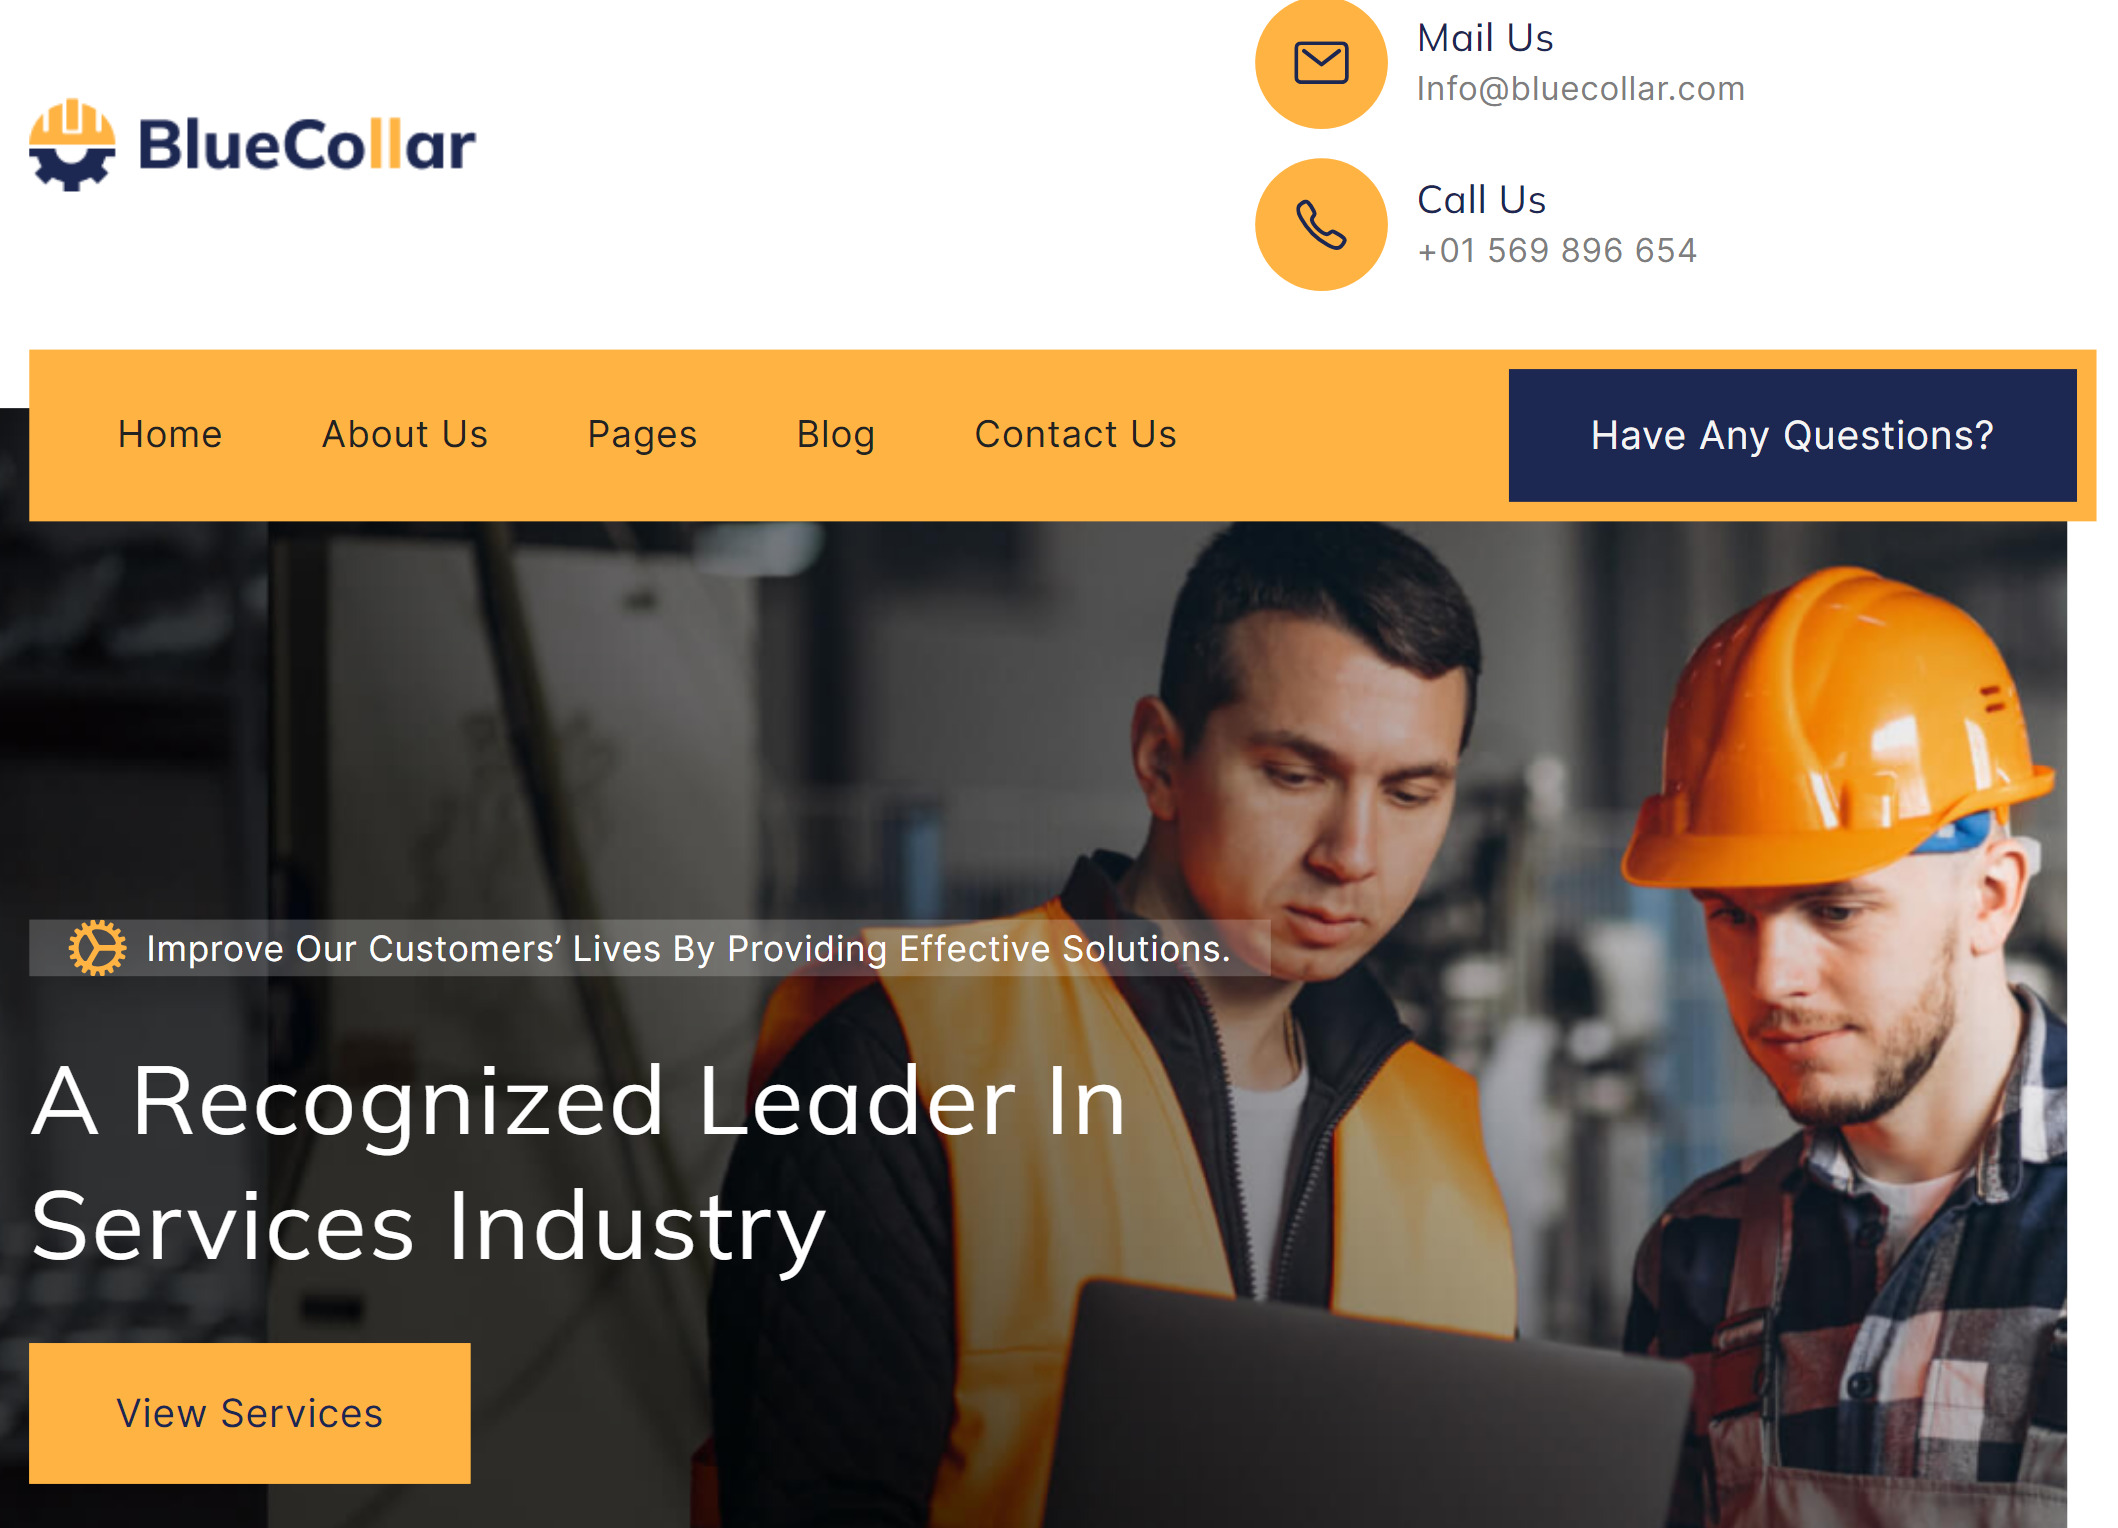 BlueCollar
Mail Us
Info@bluecollar.com
Call Us
+01 569 896 654
Home
About Us
Pages
Blog
Contact Us
Have Any Questions?
Improve Our Customers’ Lives By Providing Effective Solutions.
A Recognized Leader In
Services Industry
View Services